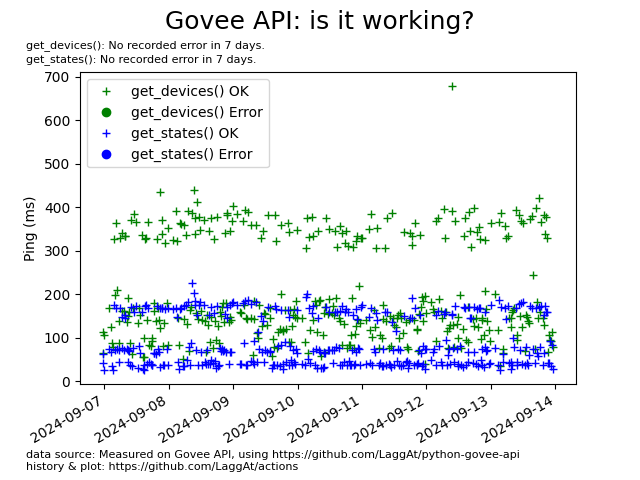 Govee API: is it working?
get_devices(): No recorded error in 7 days.
get_states(): No recorded error in 7 days.
700
600
500
400
300
200
100
0
Ping (ms)
get_devices() OK
get_devices() Error
get_states() OK
get_states() Error
2024-09-07
2024-09-08
2024-09-09
2024-09-10
2024-09-11
2024-09-12
2024-09-13
2024-09-14
data source: Measured on Govee API, using https://github.com/LaggAt/python-govee-api
history & plot: https://github.com/LaggAt/actions